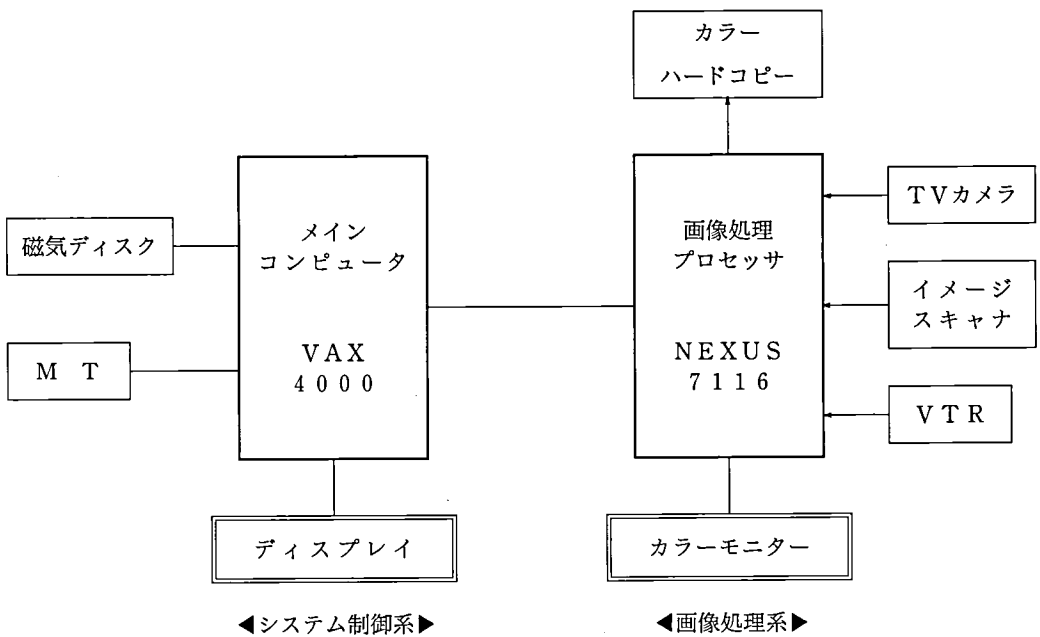 カラー
ハードコピー
磁気ディスク
MT
メイン
コンピュータ
VAX
4000
ディスプレイ
画像処理
プロセッサ
NEXUS
7116
カラーモニター
TVカメラ
イメージ
スキャナ
VTR
◀システム制御系▶
◀画像処理系▶